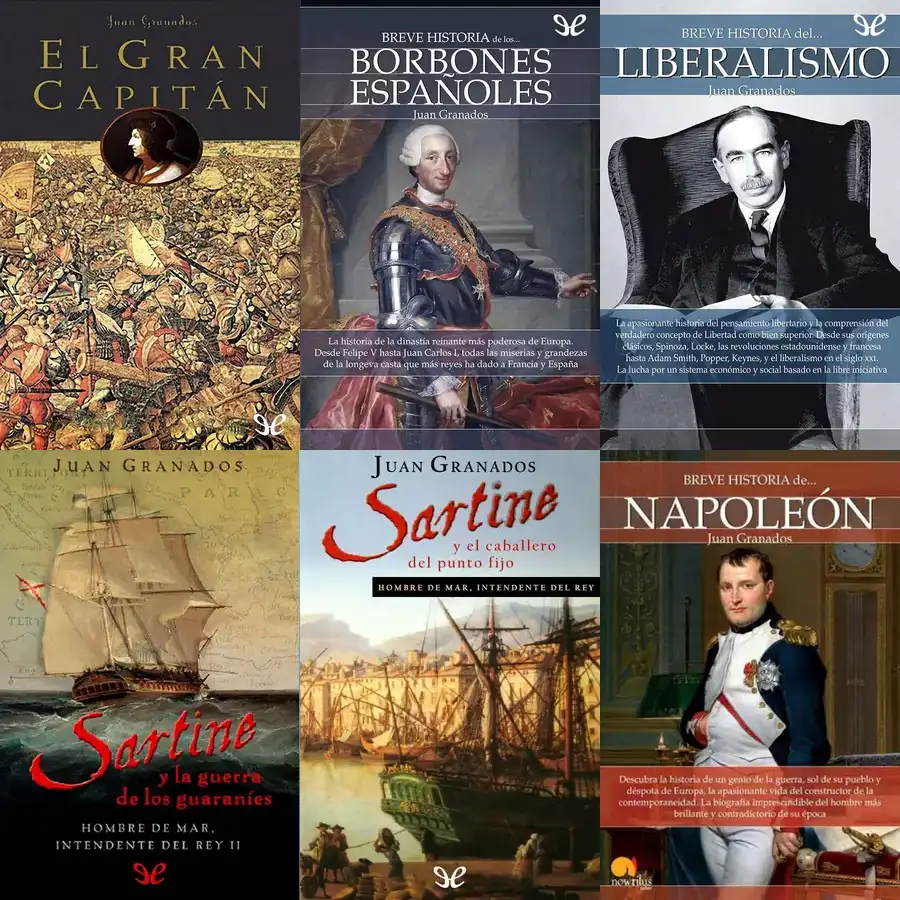 Juan Granados
EL GRAN
CAPITÁN
BREVE HISTORIA de los...
BORBONES
ESPAÑOLES
Juan Granados
La historia de la dinastía reinante más poderosa de Europa.
Desde Felipe V hasta Juan Carlos I, todas las miserias y grandezas
de la longeva casta que más reyes ha dado a Francia y España
BREVE HISTORIA del...
LIBERALISMO
Juan Granados
La apasionante historia del pensamiento libertario y la comprensión del
verdadero concepto de Libertad como bien superior. Desde sus orígenes
clásicos, Spinoza, Locke, las revoluciones estadounidense y francesa
hasta Adam Smith, Popper, Keynes, y el liberalismo en el siglo XXI.
La lucha por un sistema económico y social basado en la libre iniciativa
JUAN GRANADOS
PARIC
Sartine
y la guerra
de los guaraníes
HOMBRE DE MAR,
INTENDENTE DEL REY II
JUAN GRANADOS
Sartine
y el caballero
del punto fijo
HOMBRE DE MAR, INTENDENTE DEL REY
BREVE HISTORIA de...
NAPOLEÓN
Juan Granados
Descubra la historia de un genio de la guerra, sol de su pueblo y
déspota de Europa, la apasionante vida del constructor de la
contemporaneidad. La biografía imprescindible del hombre más
brillante y contradictorio de su época
nowtilus